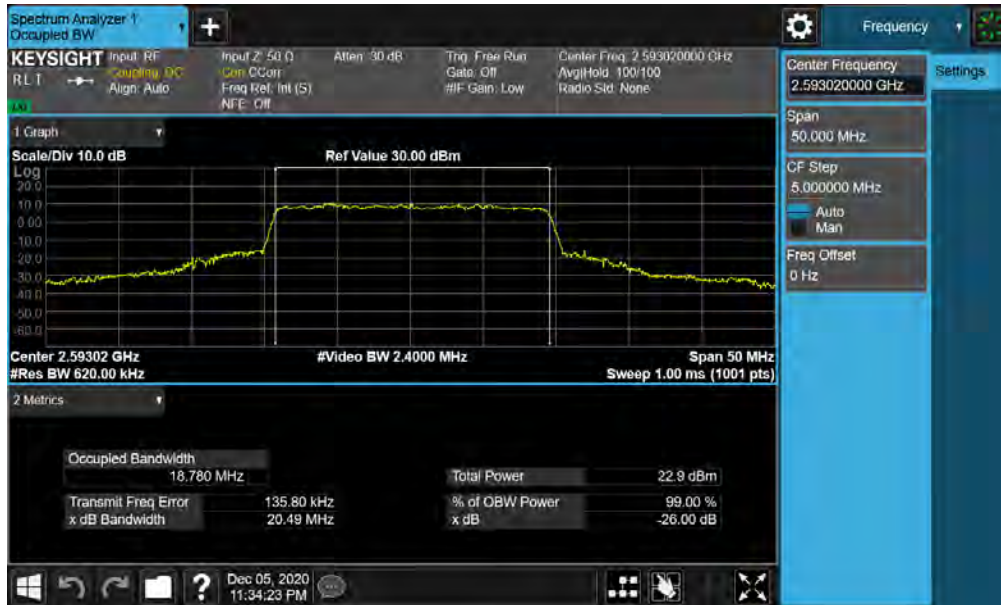 Spectrum Analyzer 1
Occupied BW
Frequency
KEYSIGHT
RLT
Input: RF
Coupling: DC
Align: Auto
Input Z: 50 Ω
Corr CCorr
Freq Ref: Int (S)
NFE: Off
Atten: 30 dB
Trig: Free Run
Gate: Off
#IF Gain: Low
Center Freq: 2.593020000 GHz
Avg|Hold: 100/100
Radio Std: None
1 Graph
Scale/Div 10.0 dB
Ref Value 30.00 dBm
Log
20.0
10.0
0.00
-10.0
-20.0
-30.0
-40.0
-50.0
-60.0
Center 2.59302 GHz
#Video BW 2.4000 MHz
Span 50 MHz
#Res BW 620.00 kHz
Sweep 1.00 ms (1001 pts)
2 Metrics
Occupied Bandwidth
18.780 MHz
Total Power
22.9 dBm
Transmit Freq Error
135.80 kHz
% of OBW Power
99.00 %
x dB Bandwidth
20.49 MHz
x dB
-26.00 dB
Center Frequency
2.593020000 GHz
Settings
Span
50.000 MHz
CF Step
5.000000 MHz
Auto
Man
Freq Offset
0 Hz
?
Dec 05, 2020
11:34:23 PM